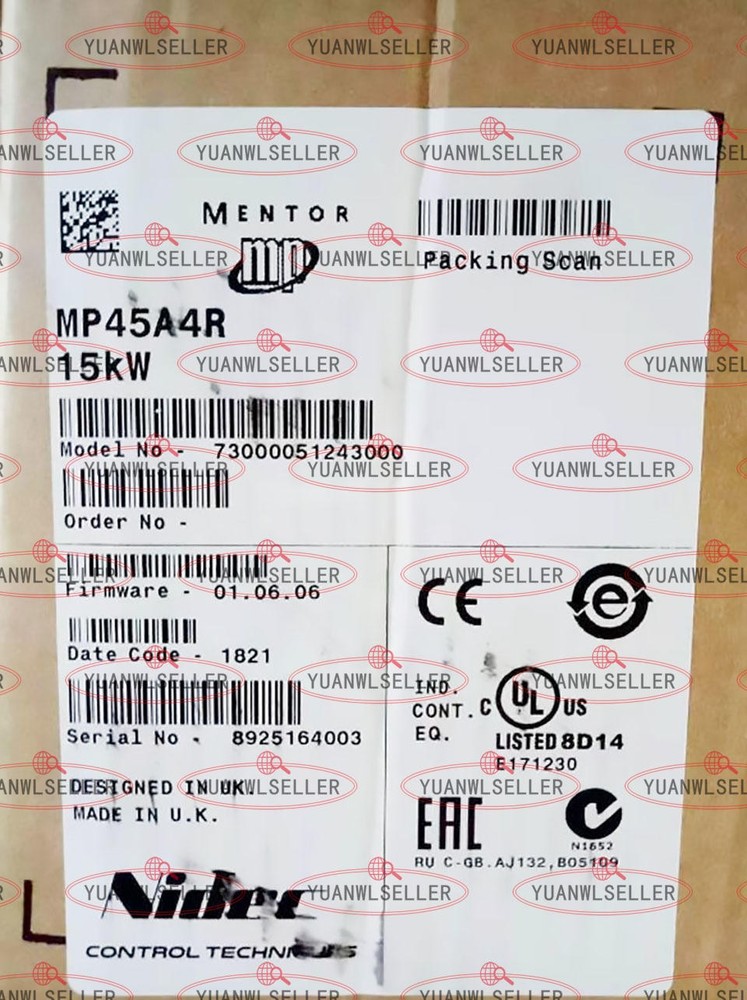 YUANWLSELLER
MENTOR
mp
Packing Scan
MP45A4R
15kW
Model No - 73000051243000
Order No -
Firmware - 01.06.06
Date Code - 1821
Serial No - 8925164003
DESIGNED IN UK.
MADE IN U.K.
Nidec
CONTROL TECHNIQUES
CE
e
IND.
CONT.
EQ.
C UL US
LISTED 8D14
E171230
EAC
N1652
RU C-GB.AJ132,B05109